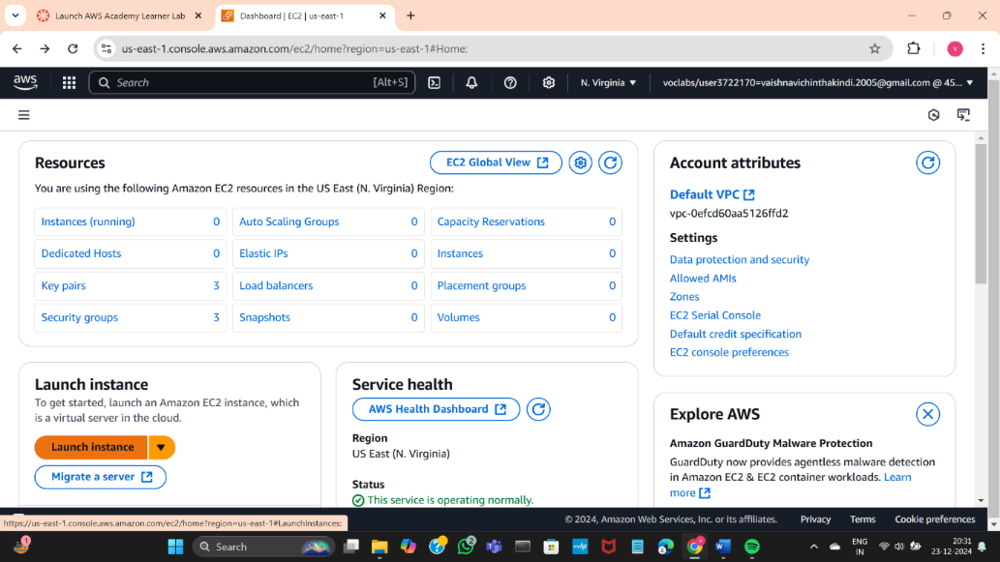 Launch AWS Academy Learner Lab
Dashboard | EC2 | us-east-1
us-east-1.console.aws.amazon.com/ec2/home?region=us-east-1#Home:
V
aws
Search
[Alt+S]
N. Virginia
voclabs/user3722170=vaishnavichinthakindi.2005@gmail.com @ 45...
Resources
EC2 Global View
You are using the following Amazon EC2 resources in the US East (N. Virginia) Region:
Instances (running) 0
Auto Scaling Groups 0
Capacity Reservations 0
Dedicated Hosts 0
Elastic IPs 0
Instances 0
Key pairs 3
Load balancers 0
Placement groups 0
Security groups 3
Snapshots 0
Volumes 0
Account attributes
Default VPC
vpc-0efcd60aa5126ffd2
Settings
Data protection and security
Allowed AMIs
Zones
EC2 Serial Console
Default credit specification
EC2 console preferences
Launch instance
To get started, launch an Amazon EC2 instance, which
is a virtual server in the cloud.
Launch instance
Migrate a server
Service health
AWS Health Dashboard
Region
US East (N. Virginia)
Status
This service is operating normally.
Explore AWS
Amazon GuardDuty Malware Protection
GuardDuty now provides agentless malware detection
in Amazon EC2 & EC2 container workloads. Learn
more
https://us-east-1.console.aws.amazon.com/ec2/home?region=us-east-1#LaunchInstances:
© 2024, Amazon Web Services, Inc. or its affiliates.
Privacy
Terms
Cookie preferences
1
Search
2
ENG
IN
20:31
23-12-2024